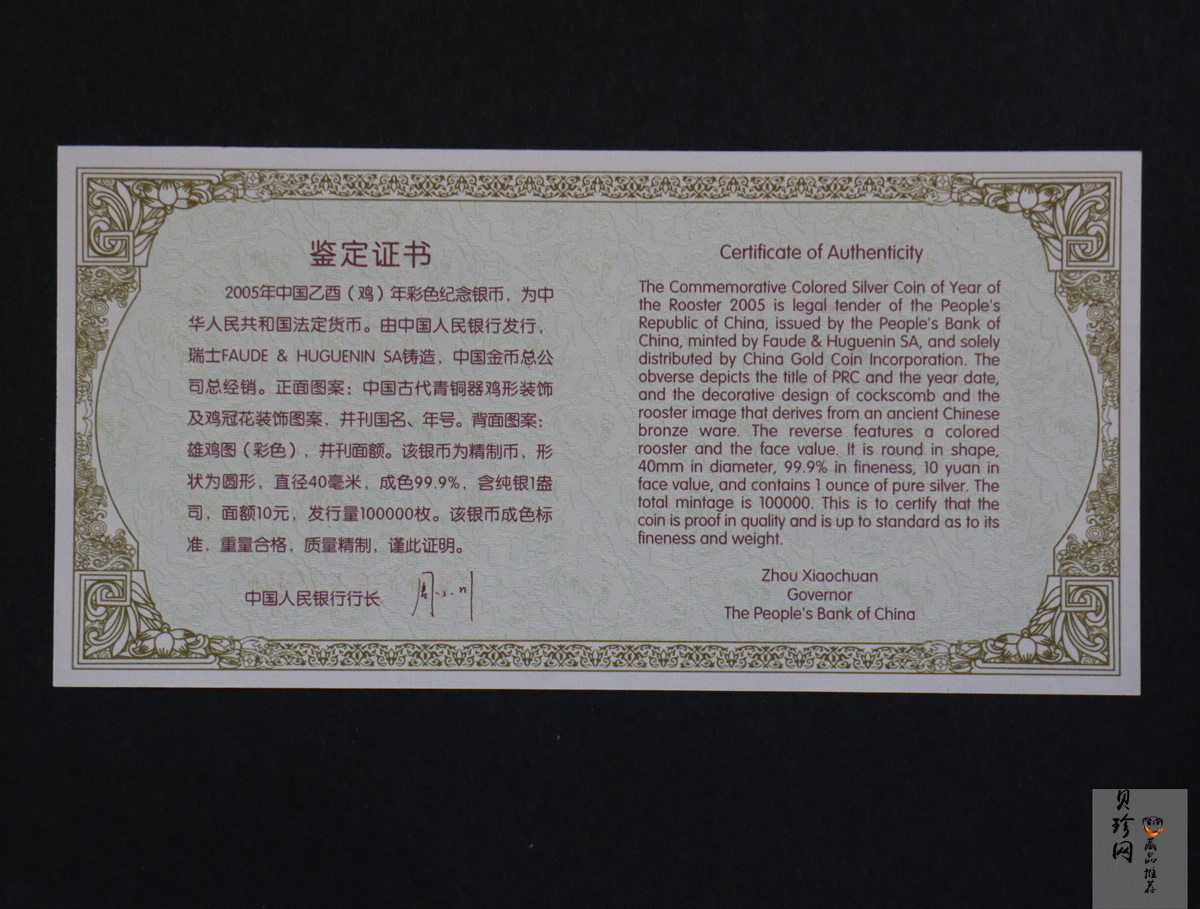 鉴定证书
2005年中国乙酉（鸡）年彩色纪念银币，为中
华人民共和国法定货币。由中国人民银行发行，
瑞士FAUDE & HUGUENIN SA铸造，中国金币总公
司总经销。正面图案：中国古代青铜器鸡形装饰
及鸡冠花装饰图案，并刊国名、年号。背面图案：
雄鸡图（彩色），并刊面额。该银币为精制币，形
状为圆形，直径40毫米，成色99.9%，含纯银1盎
司，面额10元，发行量100000枚。该银币成色标
准，重量合格，质量精制，谨此证明。
中国人民银行行长
Certificate of Authenticity
The Commemorative Colored Silver Coin of Year of
the Rooster 2005 is legal tender of the People's
Republic of China, issued by the People's Bank of
China, minted by Faude & Huguenin SA, and solely
distributed by China Gold Coin Incorporation. The
obverse depicts the title of PRC and the year date,
and the decorative design of cockscomb and the
rooster image that derives from an ancient Chinese
bronze ware. The reverse features a colored
rooster and the face value. It is round in shape,
40mm in diameter, 99.9% in fineness, 10 yuan in
face value, and contains 1 ounce of pure silver. The
total mintage is 100000. This is to certify that the
coin is proof in quality and is up to standard as to its
fineness and weight.
Zhou Xiaochuan
Governor
The People's Bank of China
贝珍网
藏品推荐